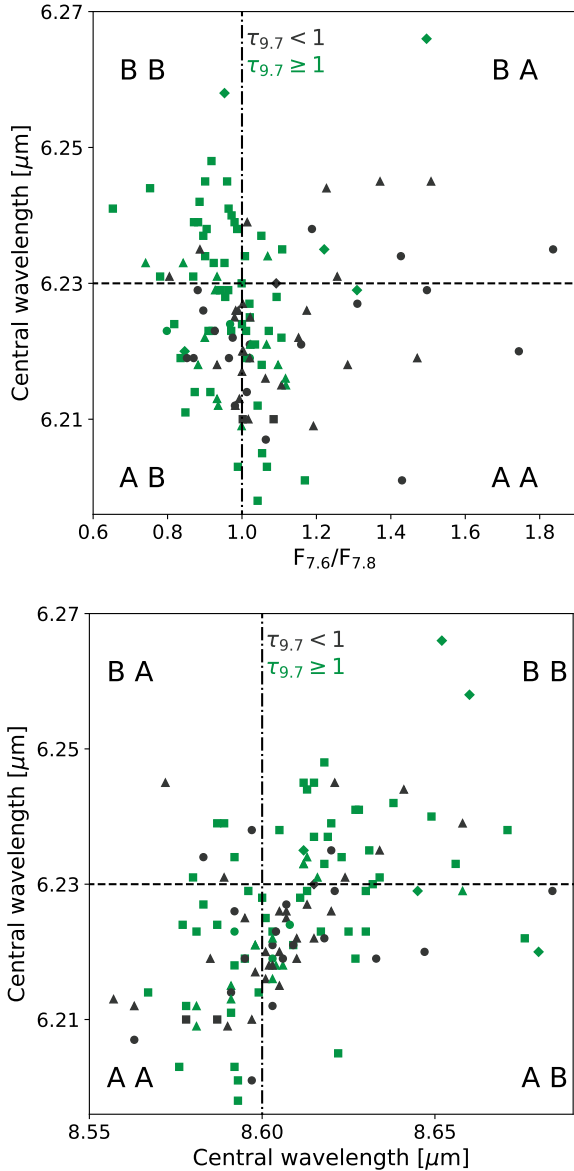 6.27
τ9.7 < 1
B B
B A
τ9.7 ≥ 1
6.25
Central wavelength [μm]
6.23
6.21
A B
A A
0.6 0.8 1.0 1.2 1.4 1.6 1.8
F7.6/F7.8
6.27
τ9.7 < 1
B A
B B
τ9.7 ≥ 1
6.25
Central wavelength [μm]
6.23
6.21
A A
A B
8.55 8.60 8.65
Central wavelength [μm]